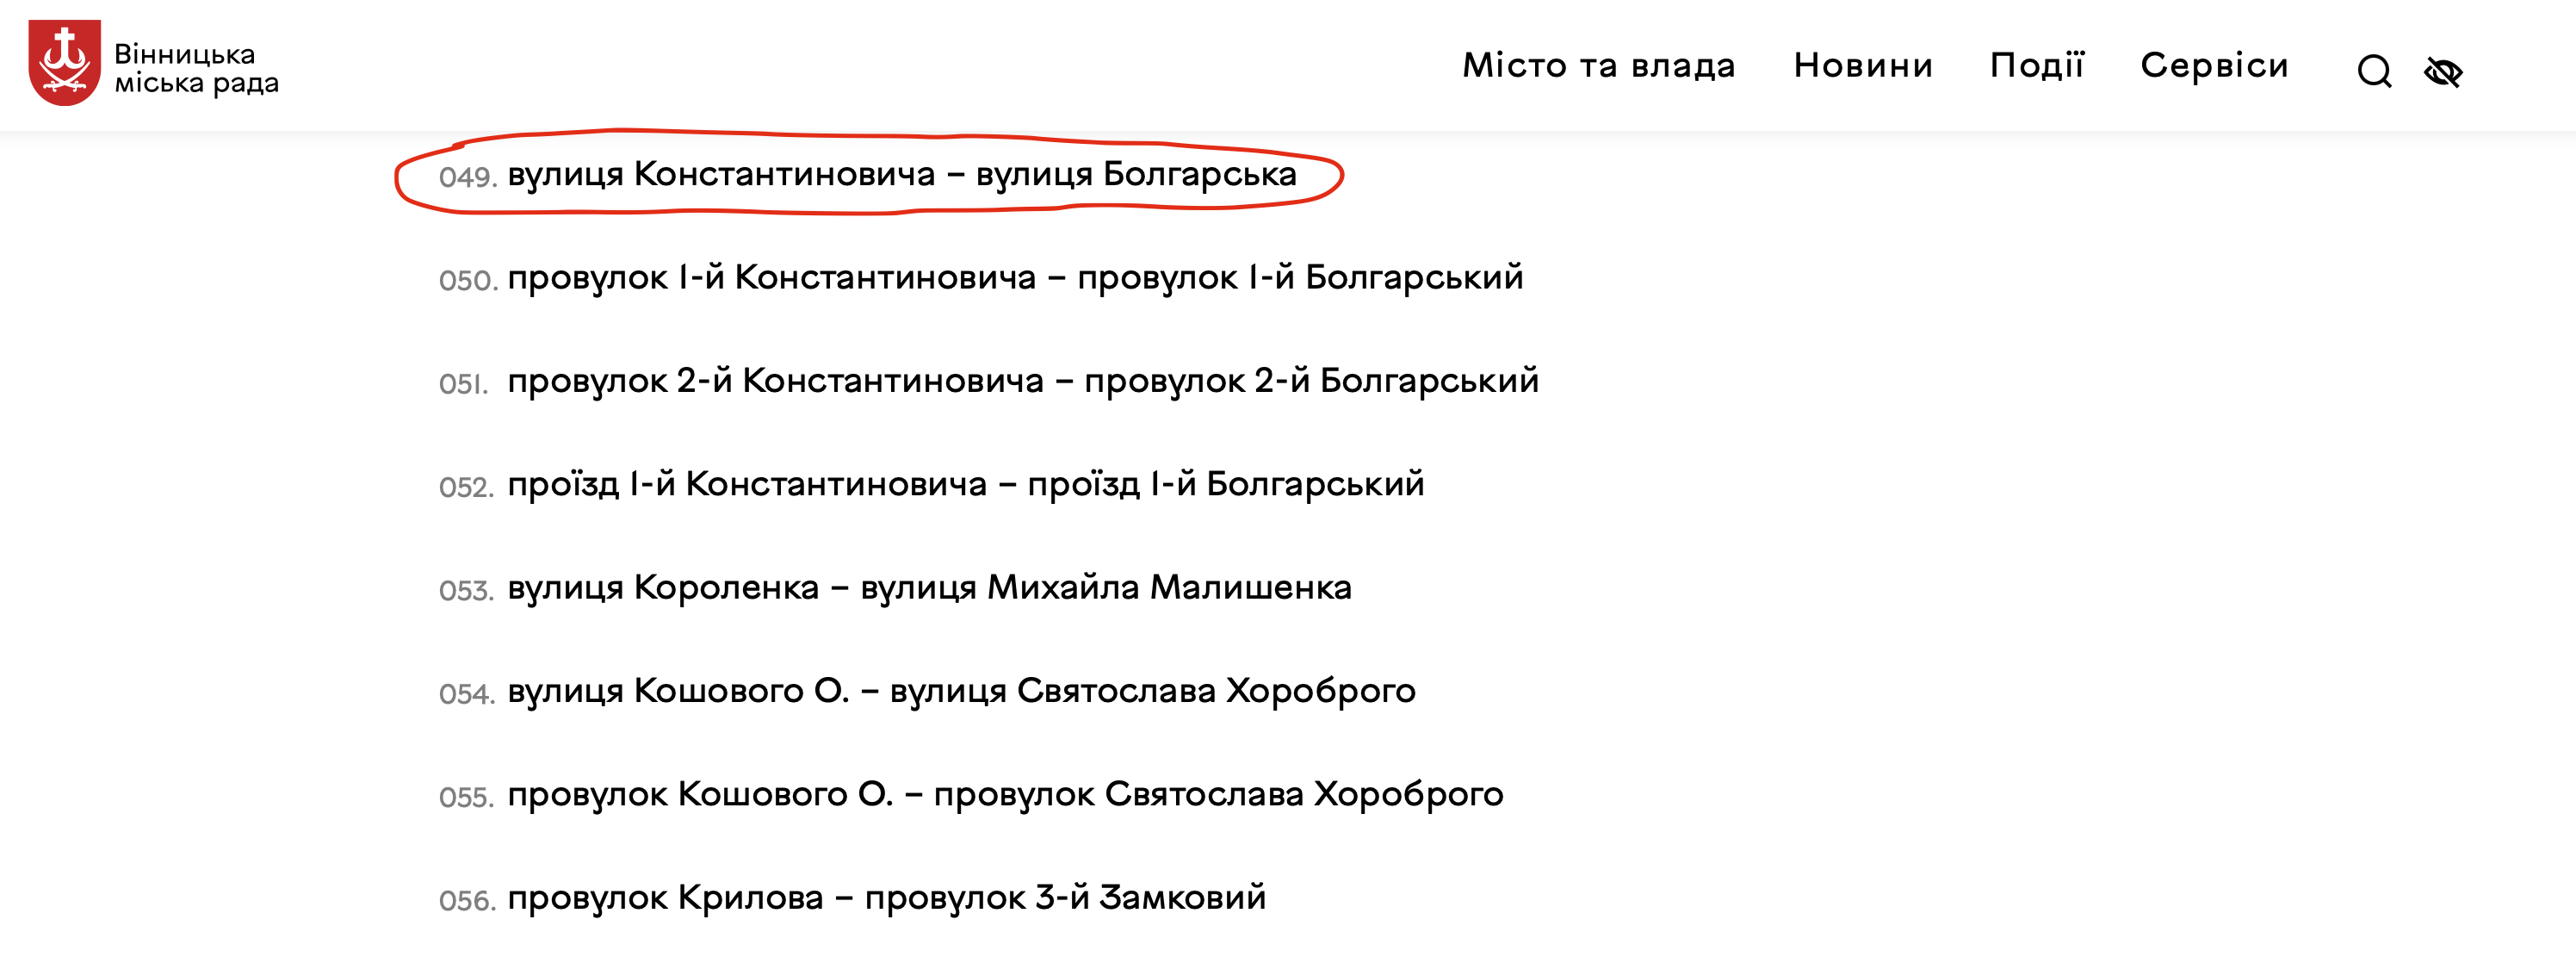 Вінницька
міська рада
Місто та влада Новини Події Сервіси
049. вулиця Константиновича – вулиця Болгарська
050. провулок 1-й Константиновича – провулок 1-й Болгарський
051. провулок 2-й Константиновича – провулок 2-й Болгарський
052. проїзд 1-й Константиновича – проїзд 1-й Болгарський
053. вулиця Короленка – вулиця Михайла Малишенка
054. вулиця Кошового О. – вулиця Святослава Хороброго
055. провулок Кошового О. – провулок Святослава Хороброго
056. провулок Крилова – провулок 3-й Замковий